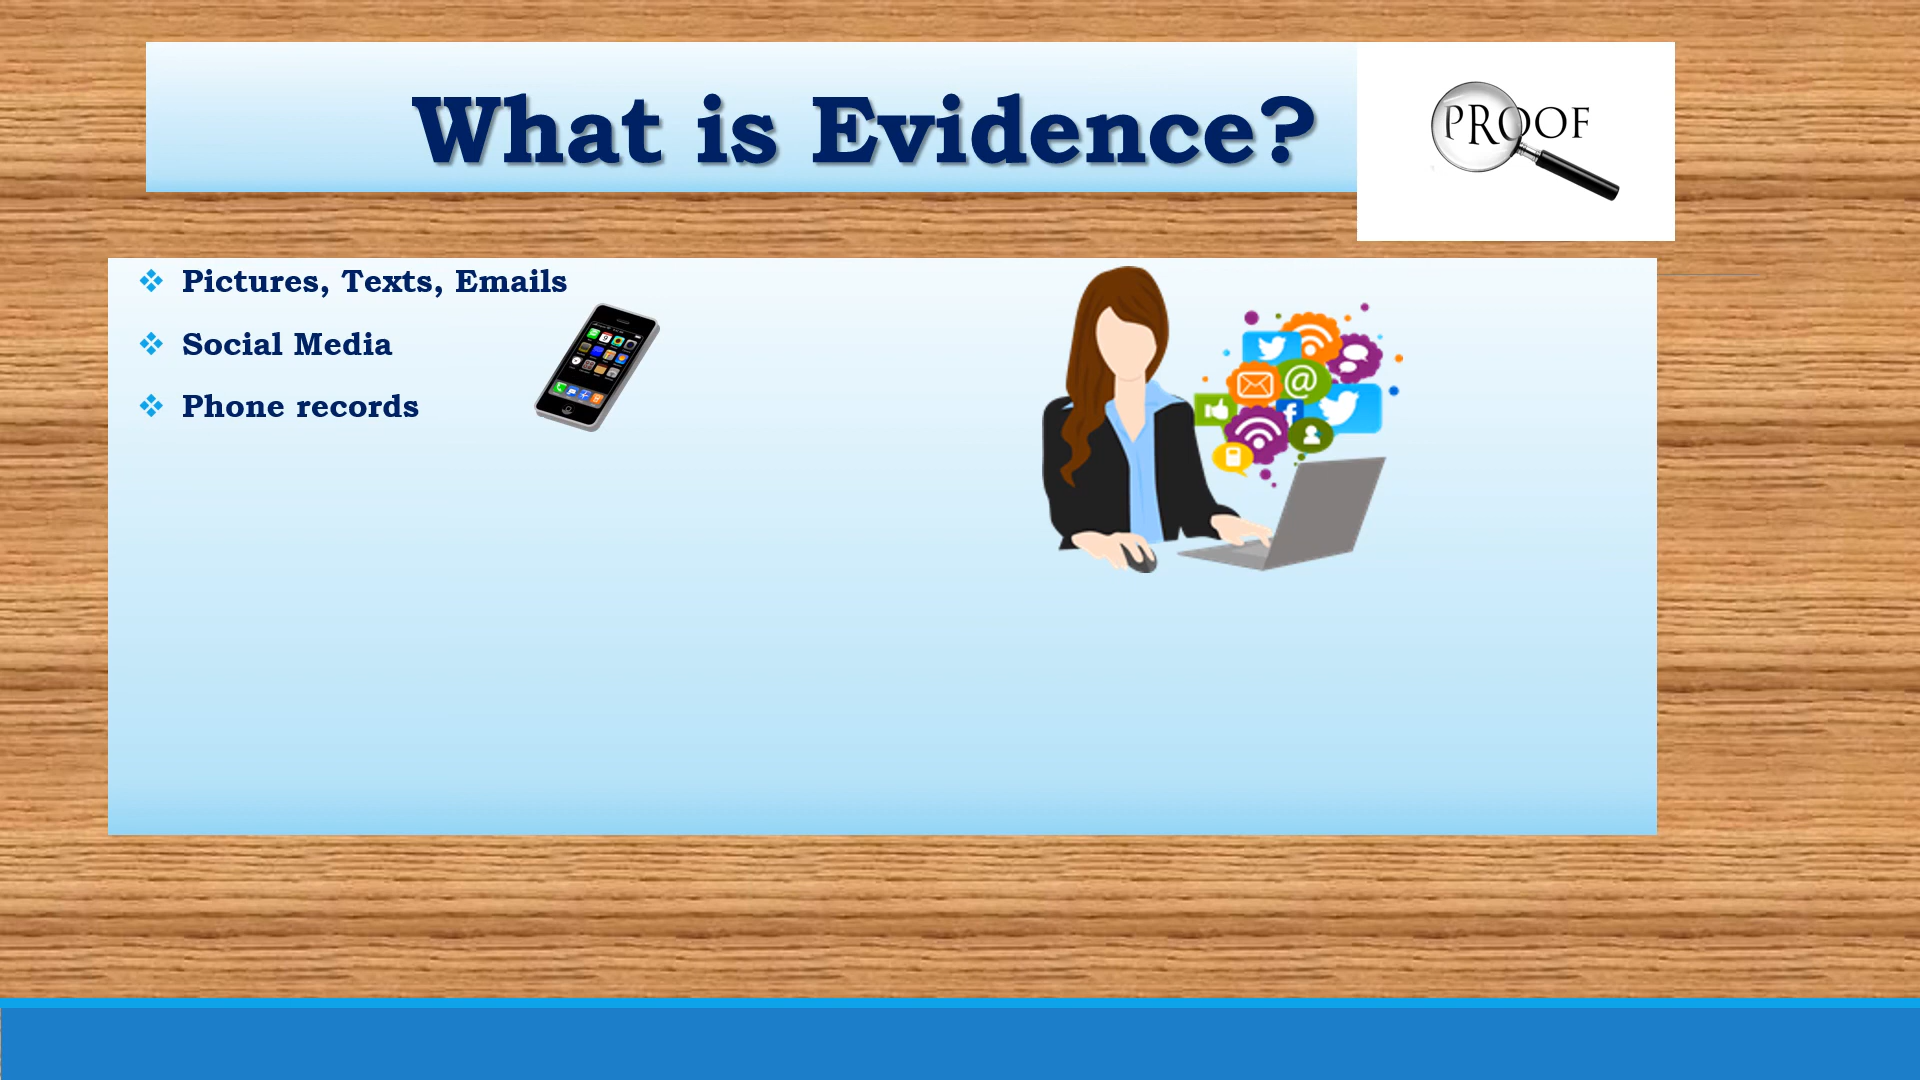 What is Evidence?
PROOF
Pictures, Texts, Emails
Social Media
Phone records